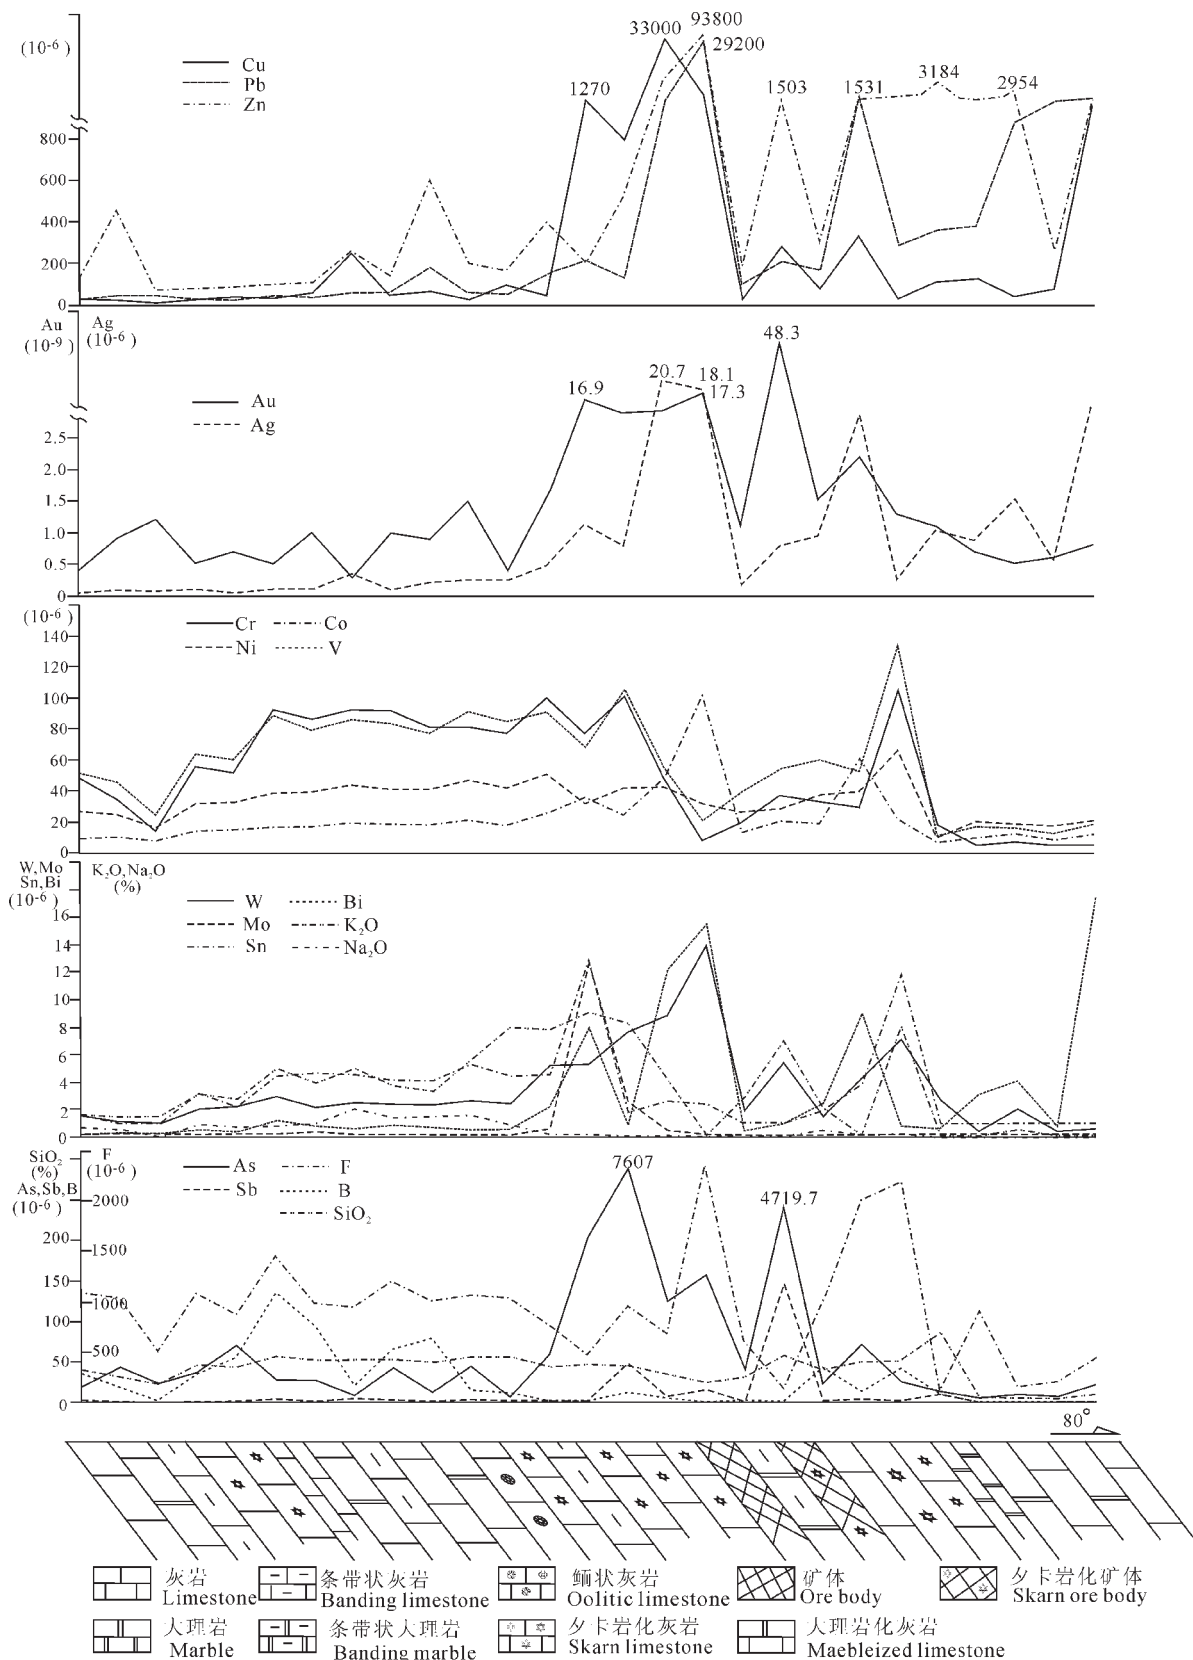 (10-6)
Cu
Pb
Zn
1270
33000
93800
29200
1503
1531
3184
2954
800
600
400
200
0
Au
(10-9)
Ag
(10-6)
Au
Ag
16.9
20.7
18.1
17.3
48.3
2.5
2.0
1.5
1.0
0.5
0
(10-6)
Cr Co
Ni V
140
120
100
80
60
40
20
0
W,Mo
Sn,Bi
(10-6)
K2O,Na2O
(%)
W Bi
Mo K2O
Sn Na2O
16
14
12
10
8
6
4
2
0
SiO2
(%)
As,Sb,B
(10-6)
F
(10-6)
As F
Sb B
SiO2
7607
4719.7
2000
200
1500
150
1000
100
500
50
0
80°
灰岩
Limestone
条带状灰岩
Banding limestone
鲕状灰岩
Oolitic limestone
矿体
Ore body
夕卡岩化矿体
Skarn ore body
大理岩
Marble
条带状大理岩
Banding marble
夕卡岩化灰岩
Skarn limestone
大理岩化灰岩
Maebleized limestone